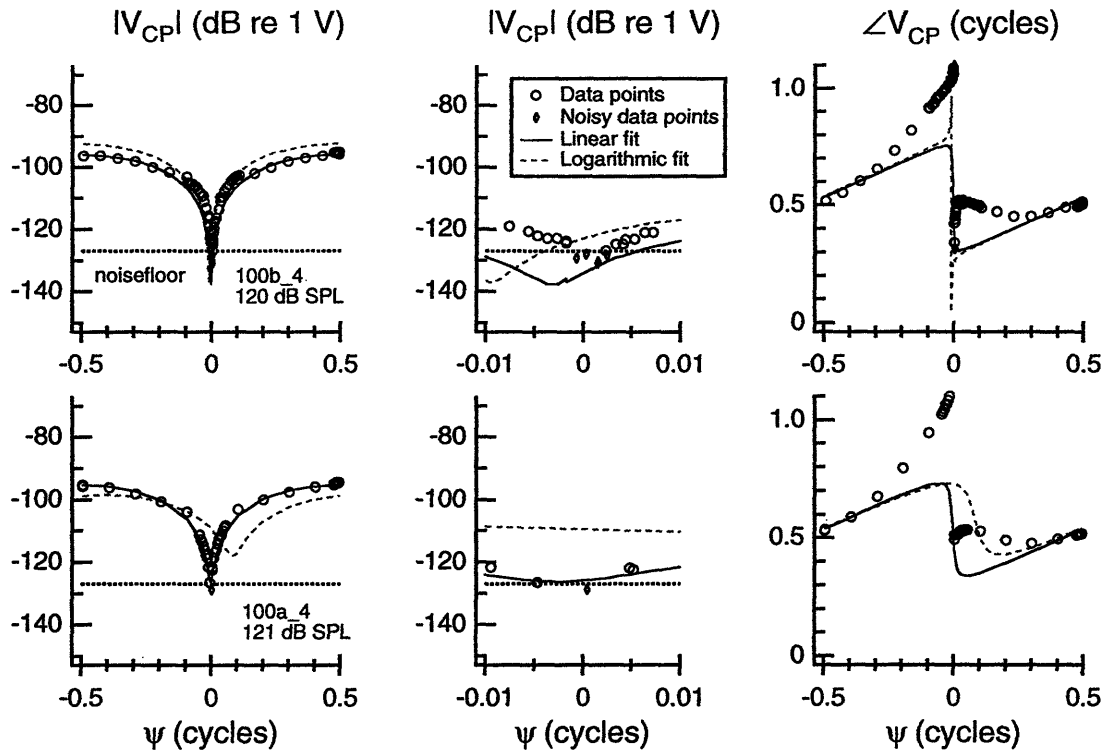 |V_CP| (dB re 1 V)
|V_CP| (dB re 1 V)
∠V_CP (cycles)
-80
-100
-120
-140
noisefloor
100b_4
120 dB SPL
-0.5
0
0.5
-80
-100
-120
-140
Data points
Noisy data points
Linear fit
Logarithmic fit
-0.01
0
0.01
1.0
0.5
0
-0.5
0
0.5
-80
-100
-120
-140
100a_4
121 dB SPL
-0.5
0
0.5
ψ (cycles)
-80
-100
-120
-140
-0.01
0
0.01
ψ (cycles)
1.0
0.5
0
-0.5
0
0.5
ψ (cycles)